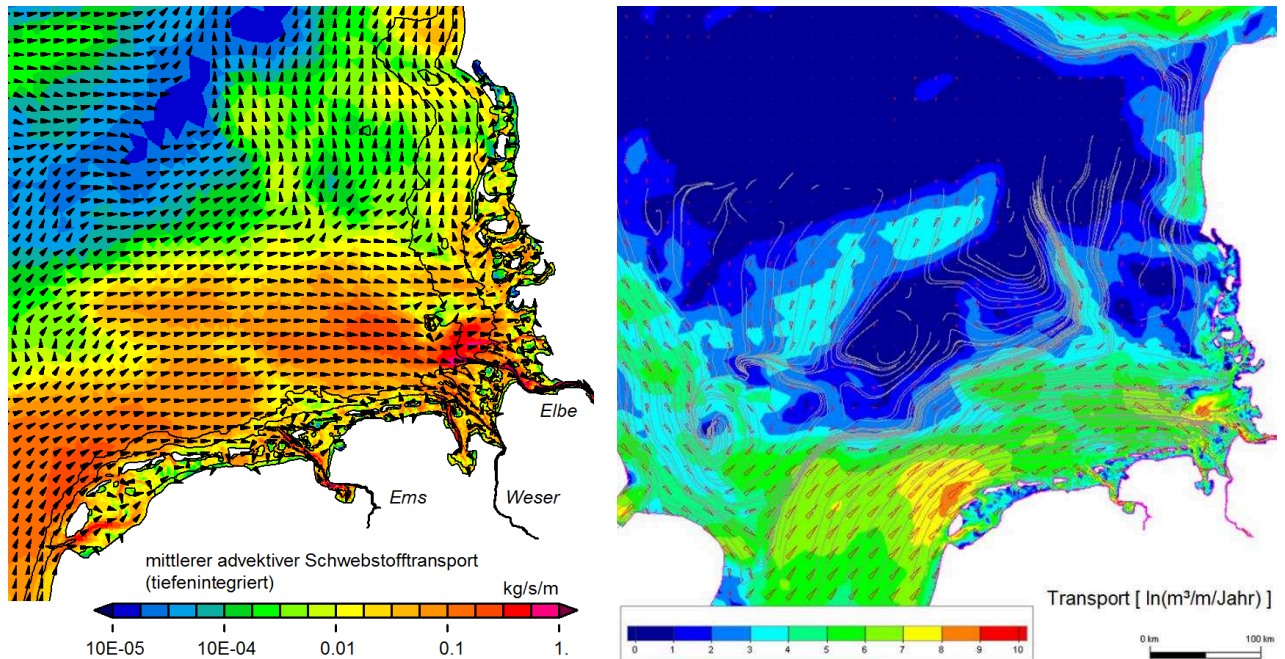 Elbe
Ems
Weser
mittlerer advektiver Schwebstofftransport
(tiefenintegriert)
kg/s/m
10E-05 10E-04 0.01 0.1 1.
Transport [ ln(m³/m/Jahr) ]
0 1 2 3 4 5 6 7 8 9 10
0 km 100 km